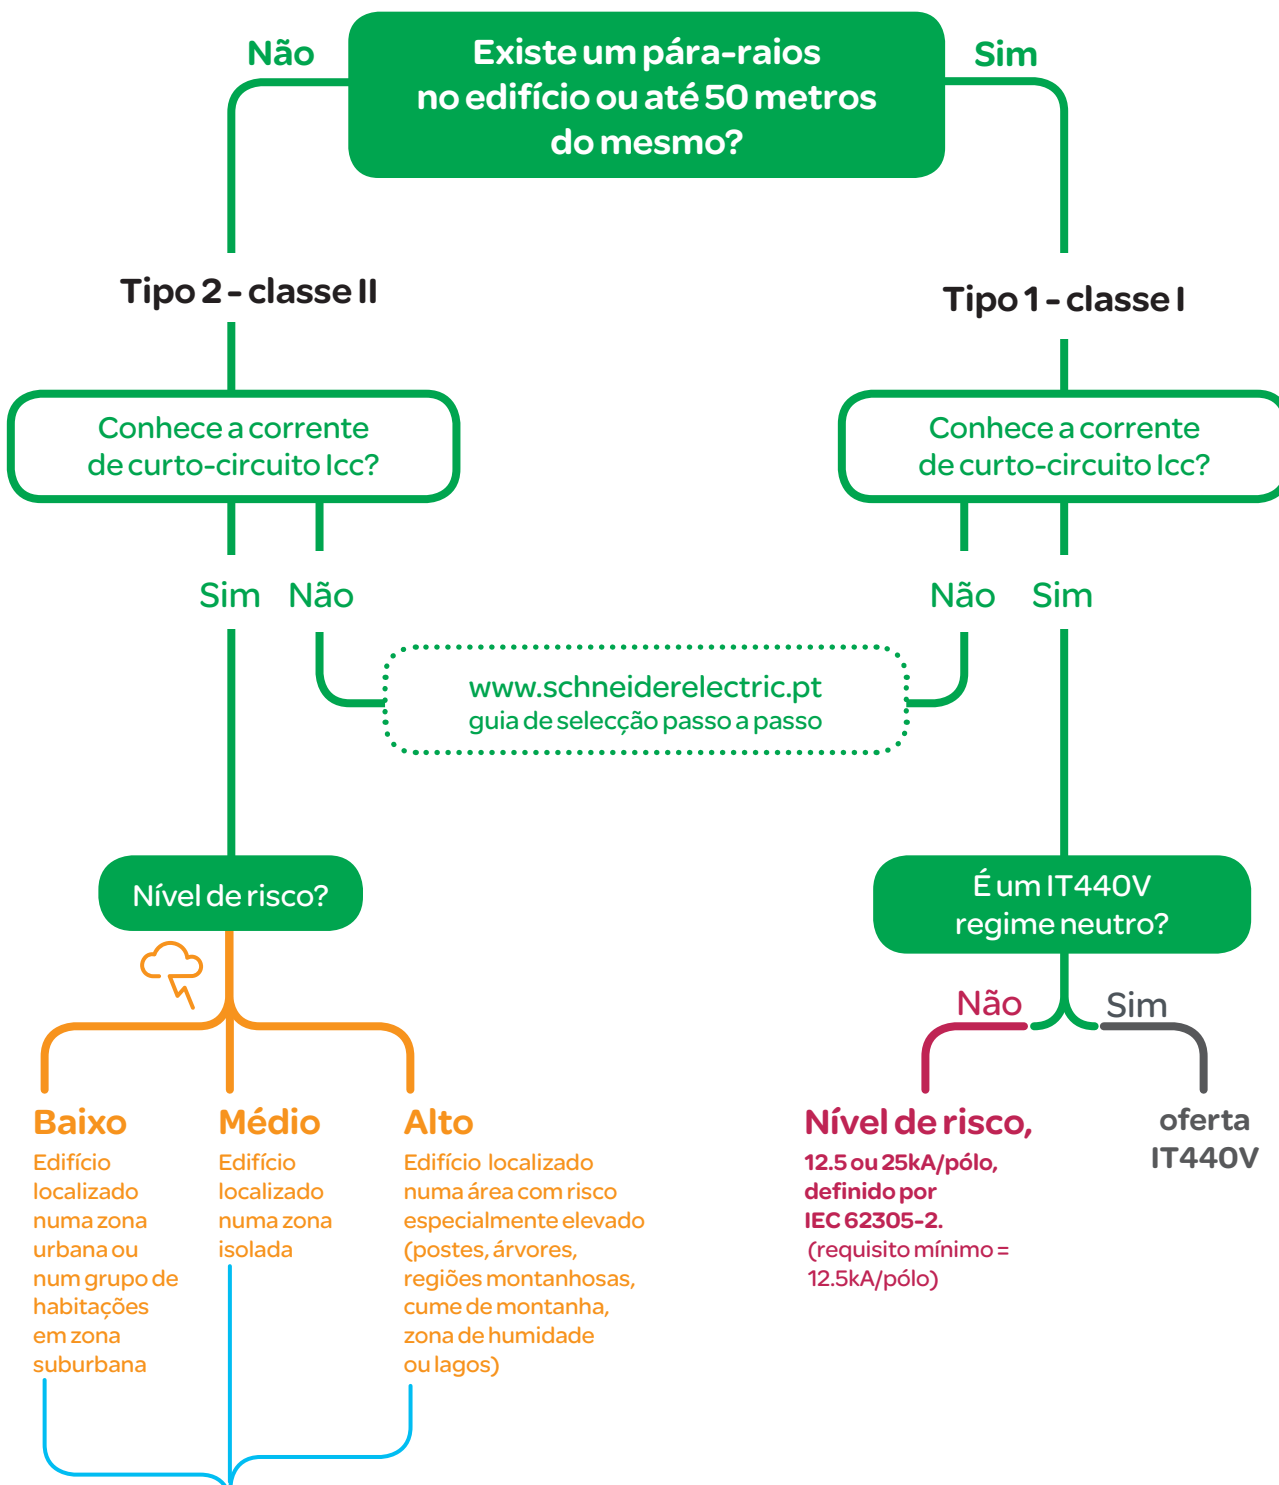 Não
Existe um pára-raios
no edifício ou até 50 metros
do mesmo?
Sim
Tipo 2 - classe II
Tipo 1 - classe I
Conhece a corrente
de curto-circuito Icc?
Conhece a corrente
de curto-circuito Icc?
Sim Não
Não Sim
www.schneiderelectric.pt
guia de selecção passo a passo
Nível de risco?
É um IT440V
regime neutro?
Não Sim
Baixo
Edifício
localizado
numa zona
urbana ou
num grupo de
habitações
em zona
suburbana
Médio
Edifício
localizado
numa zona
isolada
Alto
Edifício localizado
numa área com risco
especialmente elevado
(postes, árvores,
regiões montanhosas,
cume de montanha,
zona de humidade
ou lagos)
Nível de risco,
12.5 ou 25kA/pólo,
definido por
IEC 62305-2.
(requisito mínimo =
12.5kA/pólo)
oferta
IT440V